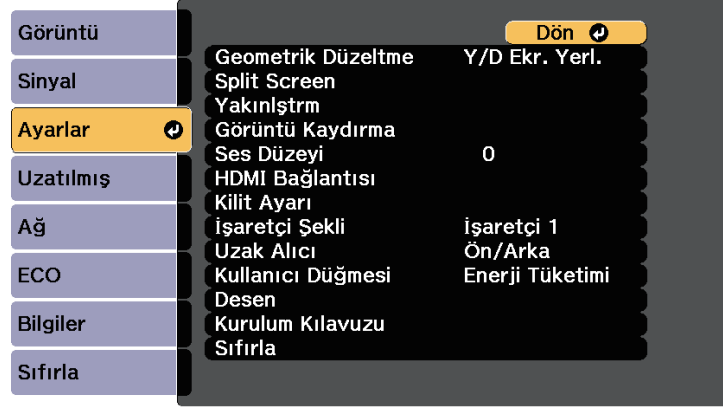 Görüntü
Sinyal
Ayarlar
Uzatılmış
Ağ
ECO
Bilgiler
Sıfırla
Dön
Geometrik Düzeltme Y/D Ekr. Yerl.
Split Screen
Yakınlştrm
Görüntü Kaydırma
Ses Düzeyi 0
HDMI Bağlantısı
Kilit Ayarı
İşaretçi Şekli İşaretçi 1
Uzak Alıcı Ön/Arka
Kullanıcı Düğmesi Enerji Tüketimi
Desen
Kurulum Kılavuzu
Sıfırla